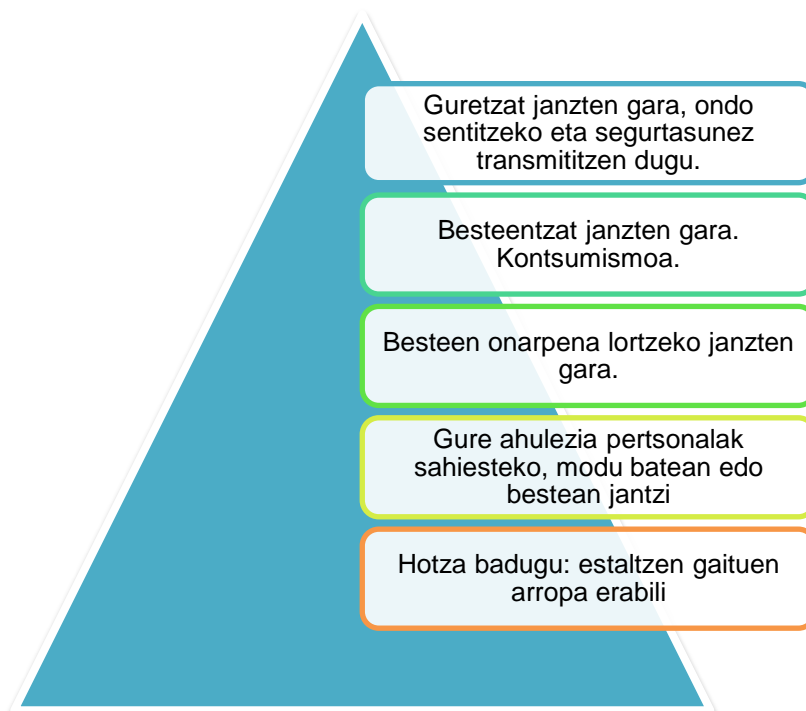 Guretzat janzten gara, ondo
sentitzeko eta segurtasunez
transmititzen dugu.
Besteentzat janzten gara.
Kontsumismoa.
Besteen onarpena lortzeko janzten
gara.
Gure ahulezia pertsonalak
sahiesteko, modu batean edo
bestean jantzi
Hotza badugu: estaltzen gaituen
arropa erabili